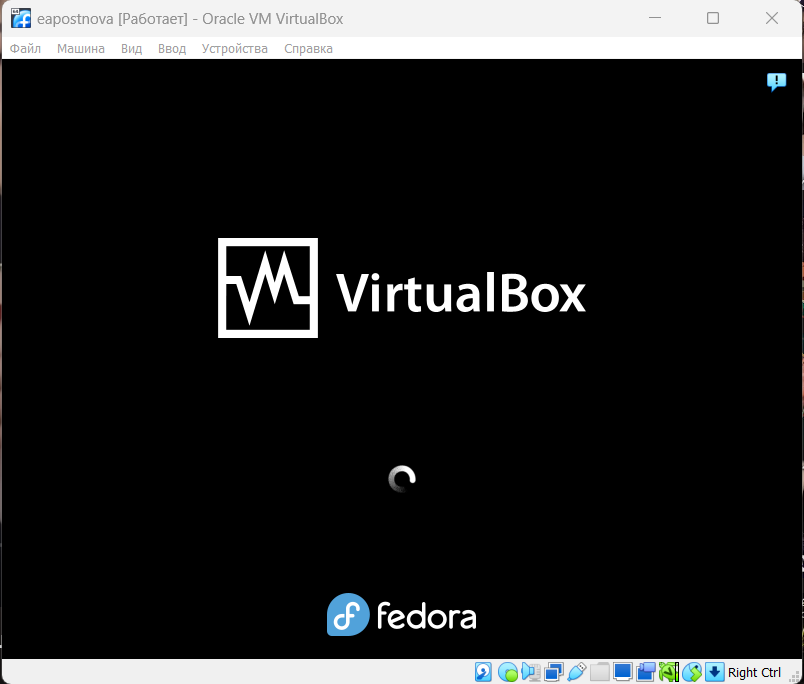 eapostnova [Работает] - Oracle VM VirtualBox
Файл Машина Вид Ввод Устройства Справка
VirtualBox
fedora
Right Ctrl